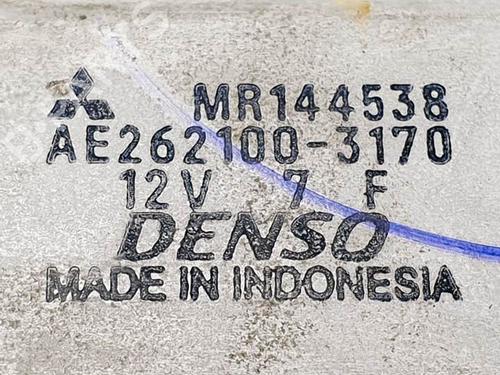 MR144538
AE262100-3170
12V 7 F
DENSO
MADE IN INDONESIA